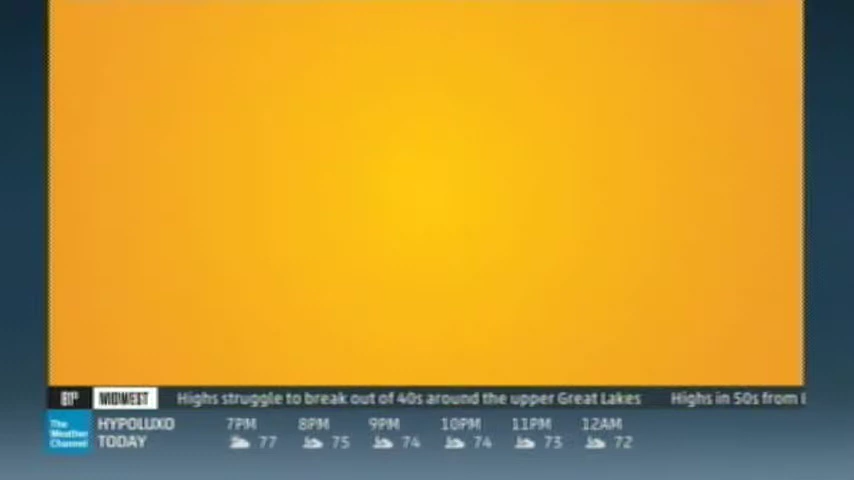 81° MIDWEST Highs struggle to break out of 40s around the upper Great Lakes Highs in 50s from
The Weather Channel
HYPOLUXO 7PM 8PM 9PM 10PM 11PM 12AM
TODAY 77 75 74 74 73 72